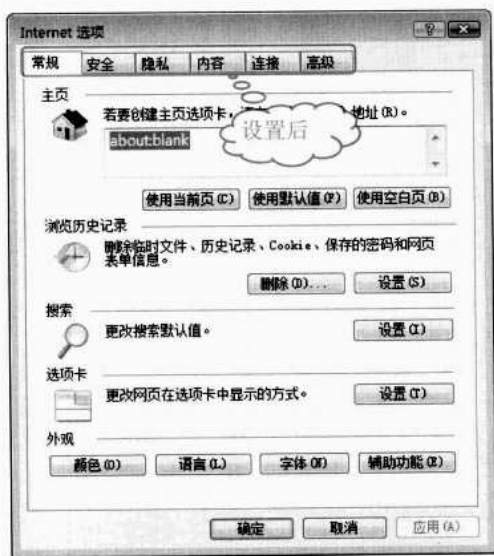 Internet 选项
常规 安全 隐私 内容 连接 高级
主页
若要创建主页选项卡，
地址(R)。
设置后
about:blank
使用当前页(C) 使用默认值(F) 使用空白页(B)
浏览历史记录
删除临时文件、历史记录、Cookie、保存的密码和网页
表单信息。
删除(D)... 设置(S)
搜索
更改搜索默认值。 设置(I)
选项卡
更改网页在选项卡中显示的方式。 设置(T)
外观
颜色(O) 语言(L) 字体(N) 辅助功能(E)
确定 取消 应用(A)